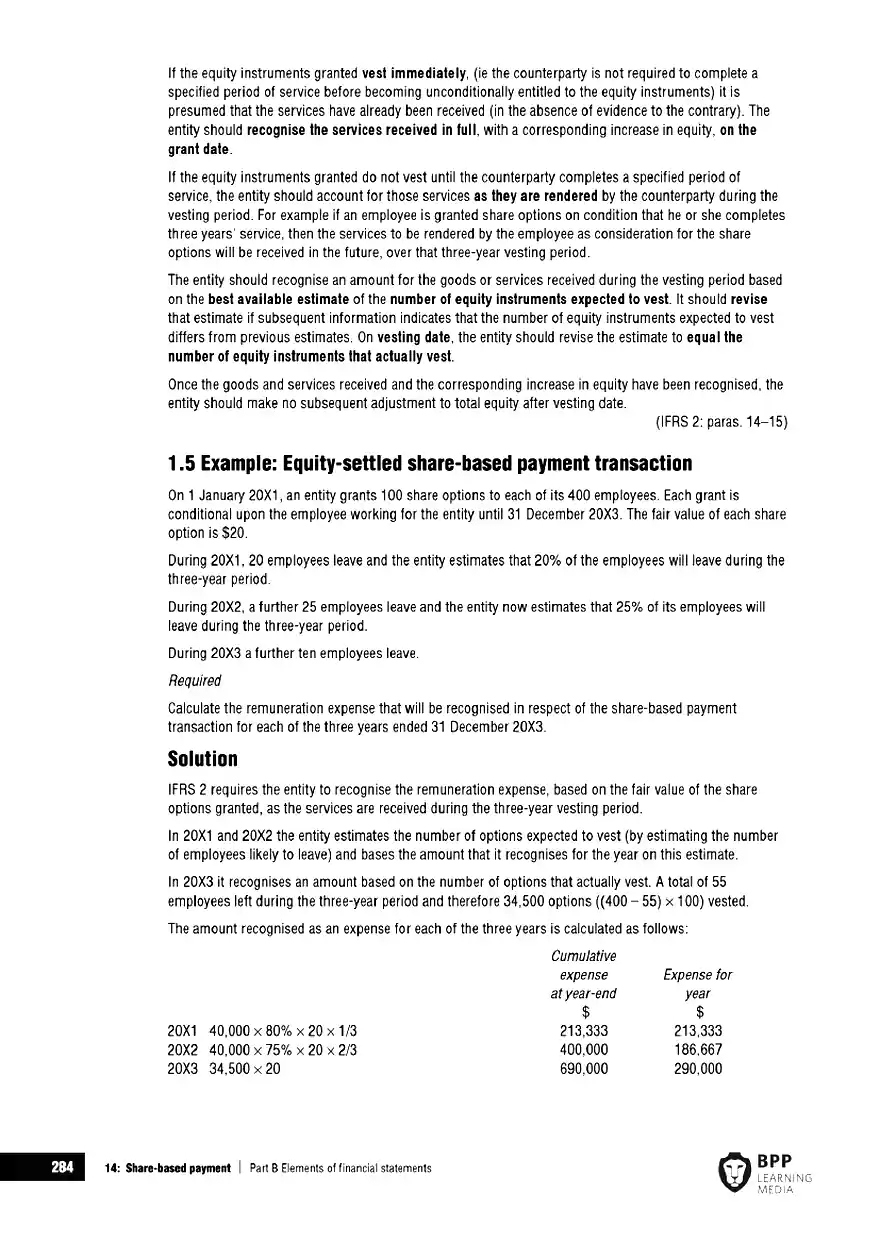 If the equity instruments granted vest immediately, (ie the counterparty is not required to complete a
specified period of service before becoming unconditionally entitled to the equity instruments) it is
presumed that the services have already been received (in the absence of evidence to the contrary). The
entity should recognise the services received in full, with a corresponding increase in equity, on the
grant date.
If the equity instruments granted do not vest until the counterparty completes a specified period of
service, the entity should account for those services as they are rendered by the counterparty during the
vesting period. For example if an employee is granted share options on condition that he or she completes
three years' service, then the services to be rendered by the employee as consideration for the share
options will be received in the future, over that three-year vesting period.
The entity should recognise an amount for the goods or services received during the vesting period based
on the best available estimate of the number of equity instruments expected to vest. It should revise
that estimate if subsequent information indicates that the number of equity instruments expected to vest
differs from previous estimates. On vesting date, the entity should revise the estimate to equal the
number of equity instruments that actually vest.
Once the goods and services received and the corresponding increase in equity have been recognised, the
entity should make no subsequent adjustment to total equity after vesting date.
(IFRS 2: paras. 14–15)
1.5 Example: Equity-settled share-based payment transaction
On 1 January 20X1, an entity grants 100 share options to each of its 400 employees. Each grant is
conditional upon the employee working for the entity until 31 December 20X3. The fair value of each share
option is $20.
During 20X1, 20 employees leave and the entity estimates that 20% of the employees will leave during the
three-year period.
During 20X2, a further 25 employees leave and the entity now estimates that 25% of its employees will
leave during the three-year period.
During 20X3 a further ten employees leave.
Required
Calculate the remuneration expense that will be recognised in respect of the share-based payment
transaction for each of the three years ended 31 December 20X3.
Solution
IFRS 2 requires the entity to recognise the remuneration expense, based on the fair value of the share
options granted, as the services are received during the three-year vesting period.
In 20X1 and 20X2 the entity estimates the number of options expected to vest (by estimating the number
of employees likely to leave) and bases the amount that it recognises for the year on this estimate.
In 20X3 it recognises an amount based on the number of options that actually vest. A total of 55
employees left during the three-year period and therefore 34,500 options ((400 – 55) × 100) vested.
The amount recognised as an expense for each of the three years is calculated as follows:
Cumulative
expense Expense for
at year-end year
$ $
20X1 40,000 × 80% × 20 × 1/3 213,333 213,333
20X2 40,000 × 75% × 20 × 2/3 400,000 186,667
20X3 34,500 × 20 690,000 290,000
284 14: Share-based payment | Part B Elements of financial statements
BPP
LEARNING
MEDIA